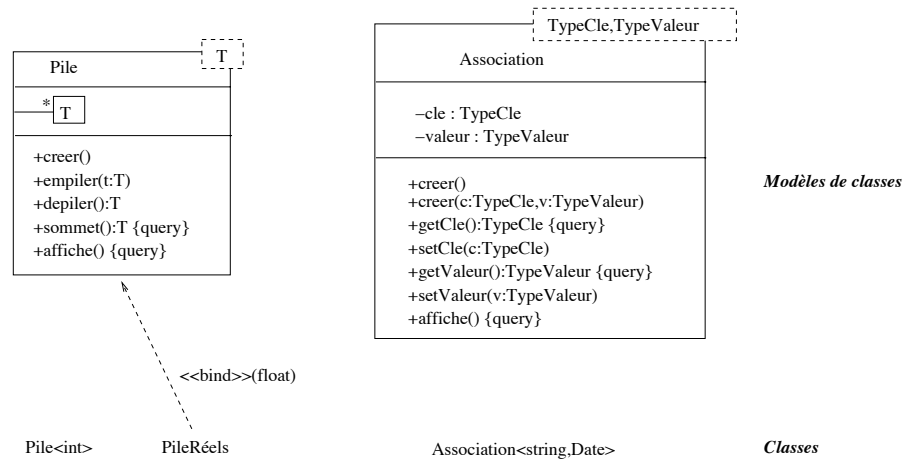 T
Pile
*
T
+creer()
+empiler(t:T)
+depiler():T
+sommet():T {query}
+affiche() {query}
TypeCle,TypeValeur
Association
−cle : TypeCle
−valeur : TypeValeur
+creer()
+creer(c:TypeCle,v:TypeValeur)
+getCle():TypeCle {query}
+setCle(c:TypeCle)
+getValeur():TypeValeur {query}
+setValeur(v:TypeValeur)
+affiche() {query}
Modèles de classes
<<bind>>(float)
Pile<int>
PileRéels
Association<string,Date>
Classes